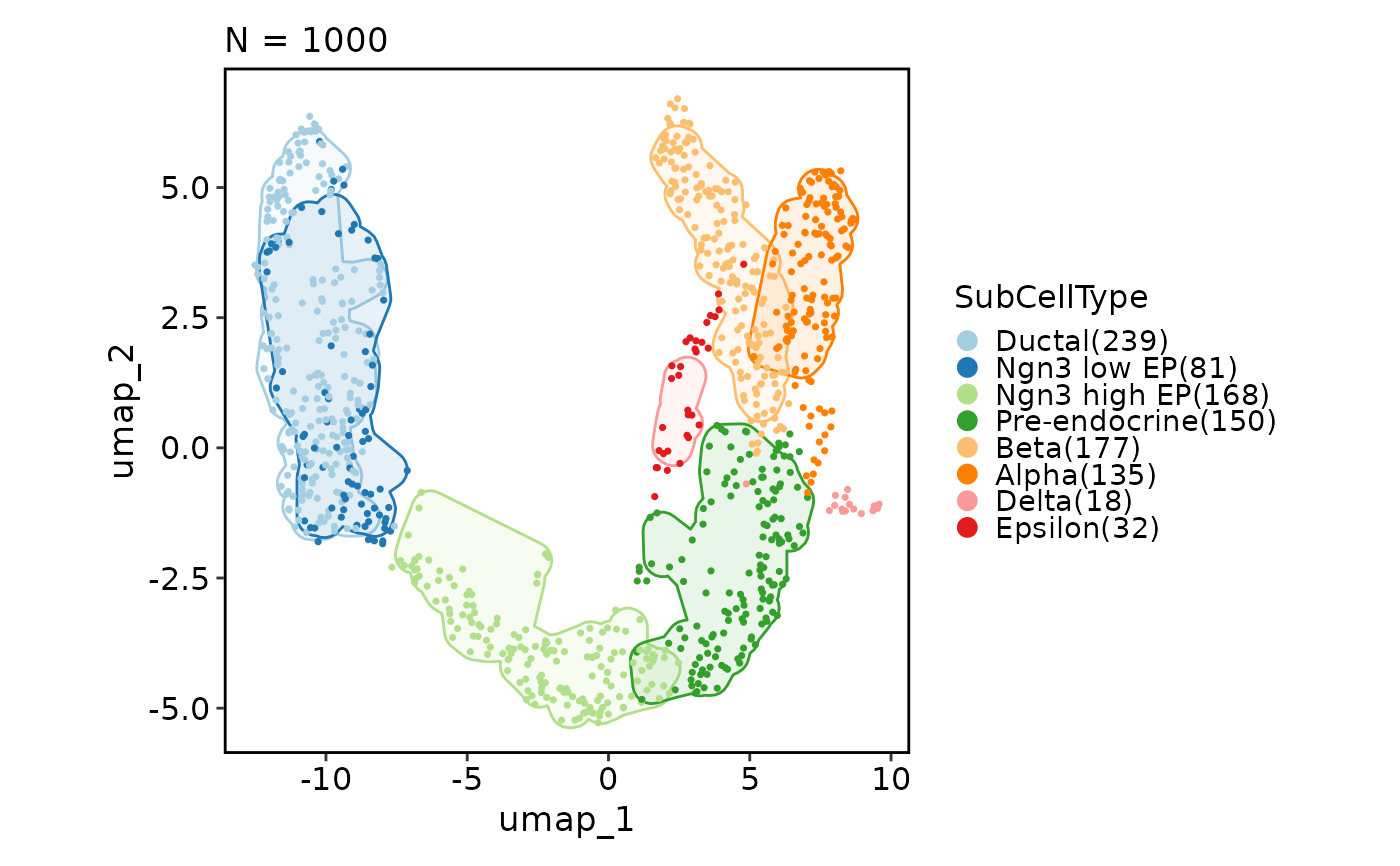 N = 1000
umap_2
5.0
2.5
0.0
-2.5
-5.0
-10
-5
0
5
10
umap_1
SubCellType
Ductal(239)
Ngn3 low EP(81)
Ngn3 high EP(168)
Pre-endocrine(150)
Beta(177)
Alpha(135)
Delta(18)
Epsilon(32)